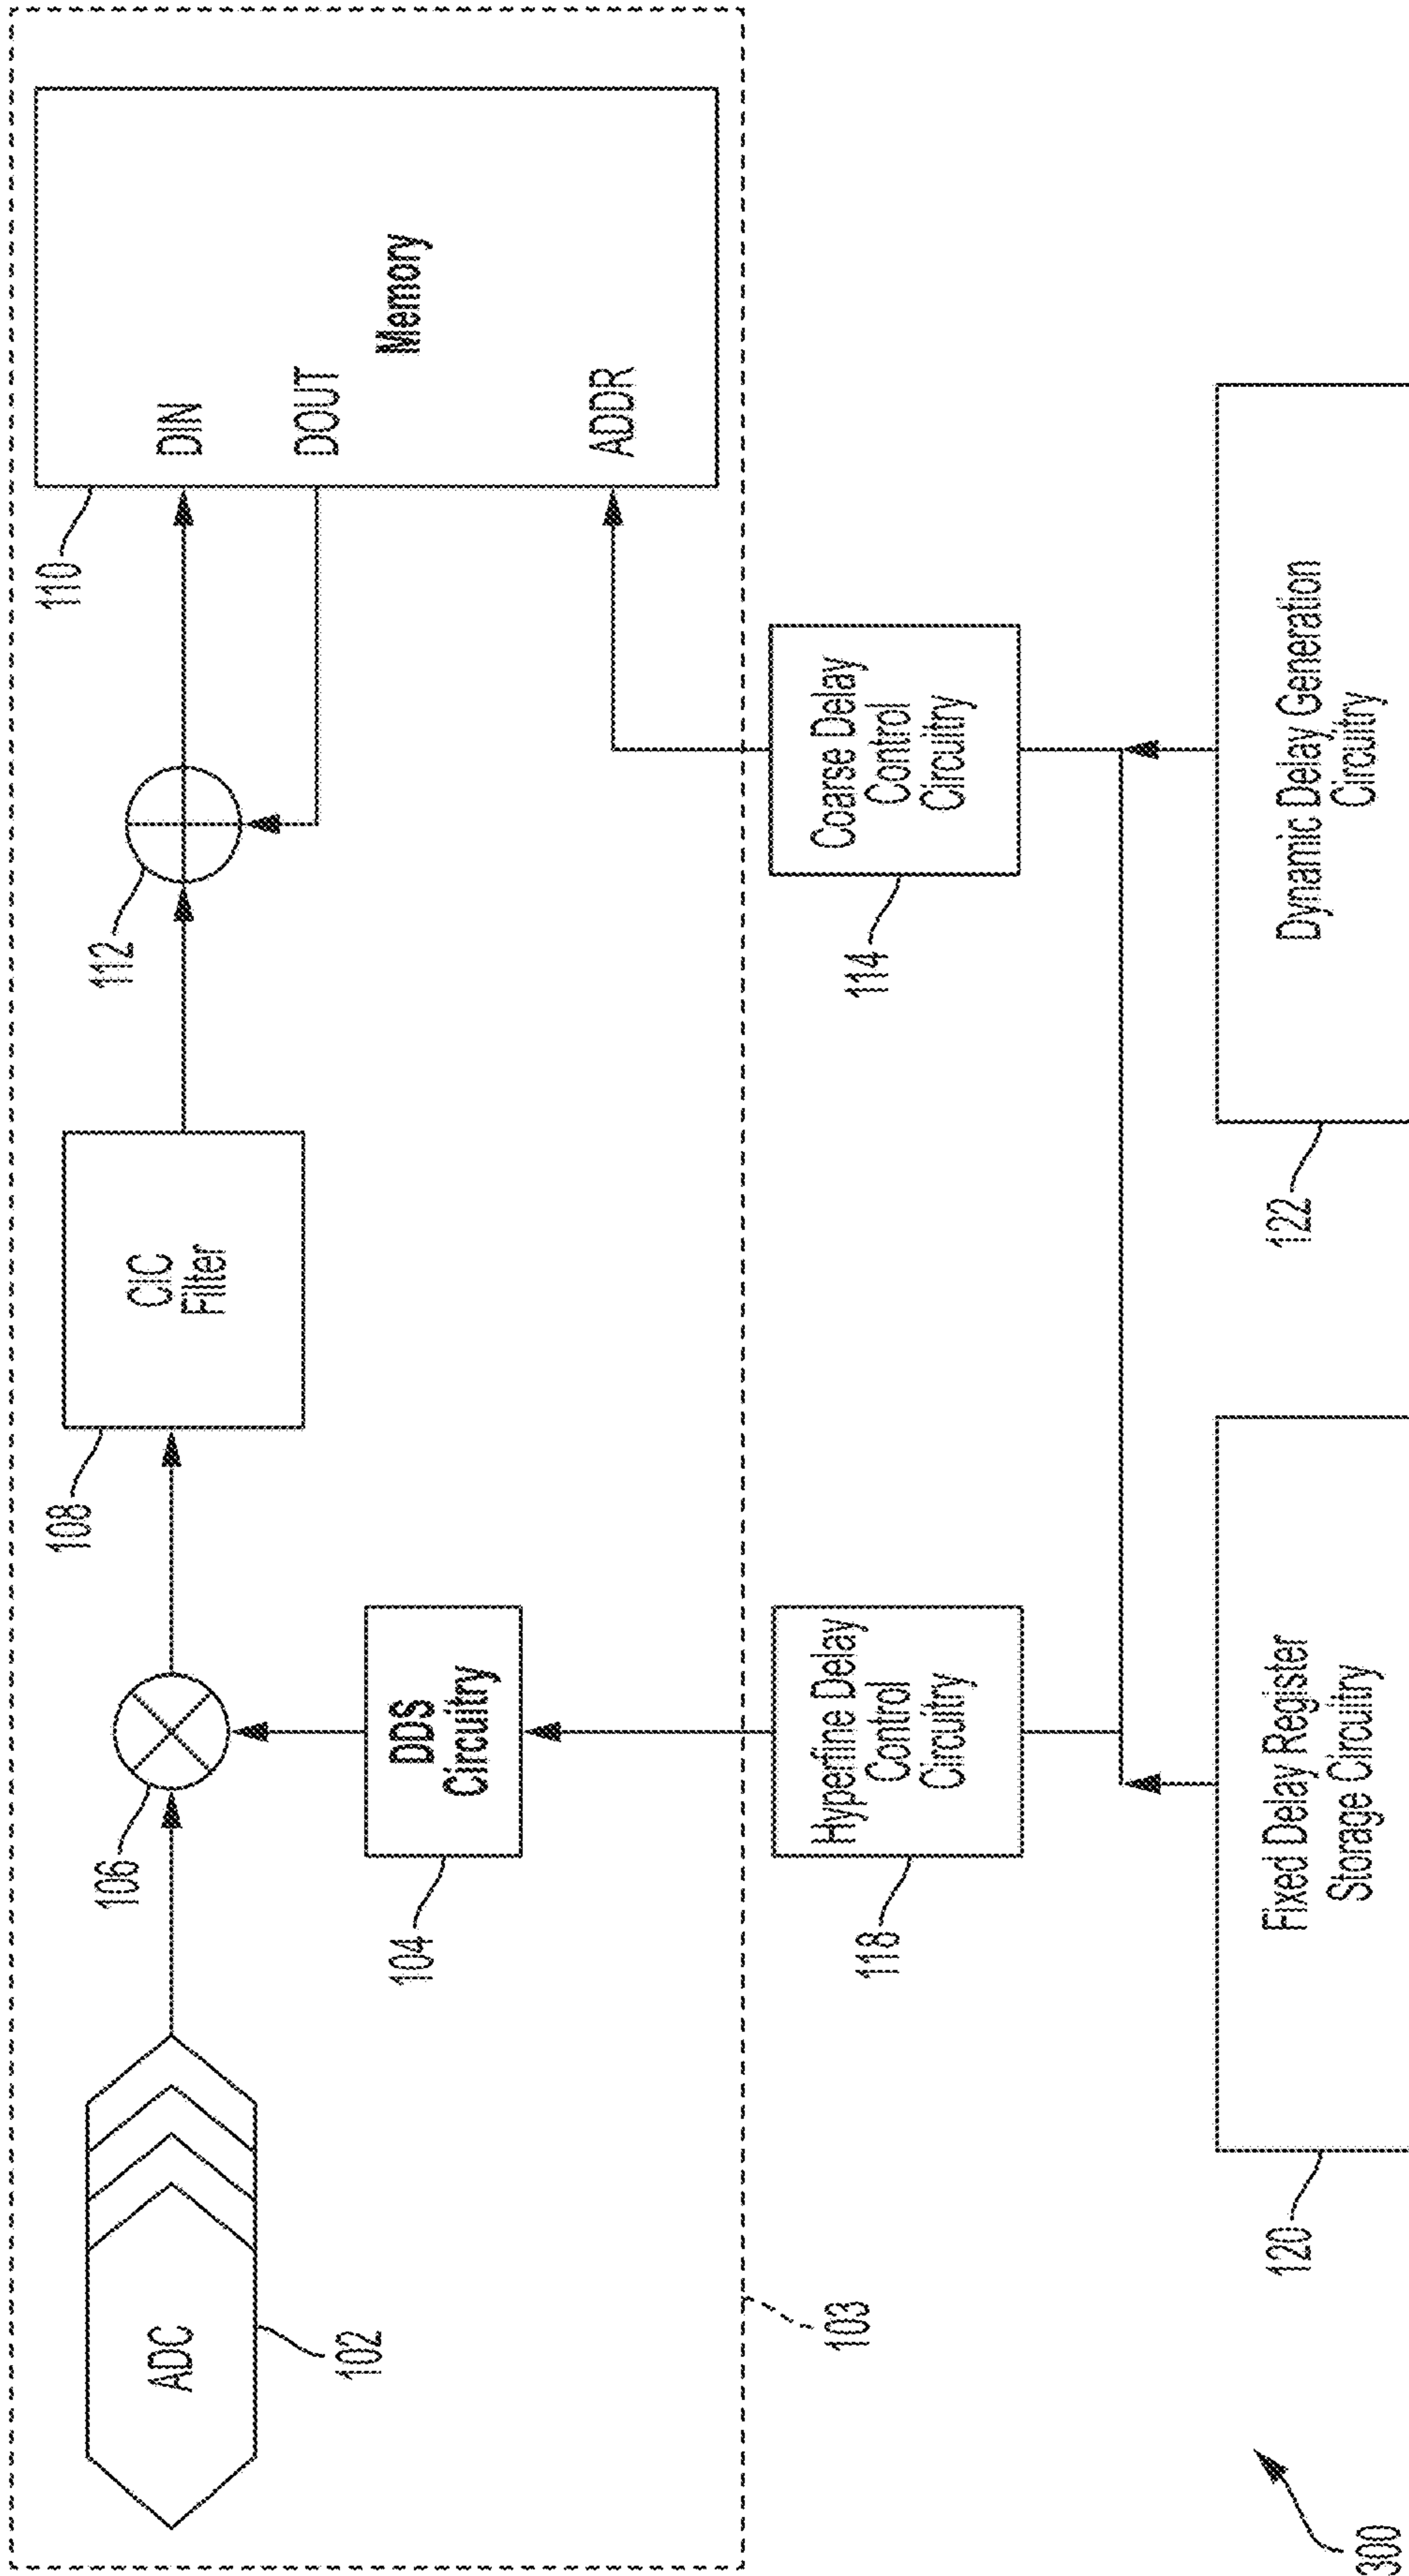 ADC
102
106
108
CIC
Filter
112
110
DIN
DOUT
Memory
ADDR
DDS
Circuitry
104
103
Hyperfine Delay
Control
Circuitry
118
Coarse Delay
Control
Circuitry
114
Fixed Delay Register
Storage Circuitry
120
Dynamic Delay Generation
Circuitry
122
300